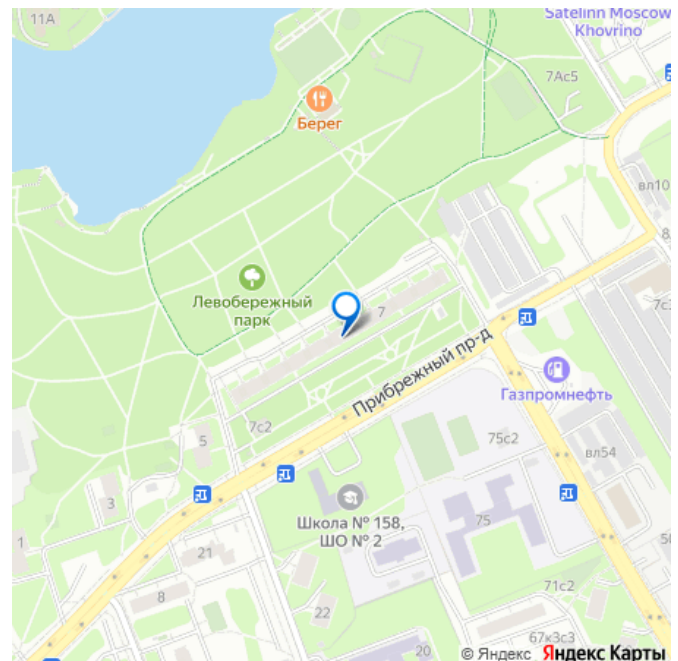 11А
Satelinn Moscow
Khovrino
7Ас5
Берег
вл10
8
Левобережный
парк
7
7с
Прибрежный пр-д
Газпромнефть
7с2
5
75с2
вл54
3
Школа № 158,
ШО № 2
75
1
21
50
8
22
71с2
20
67к3с3
© Яндекс Яндекс Карты